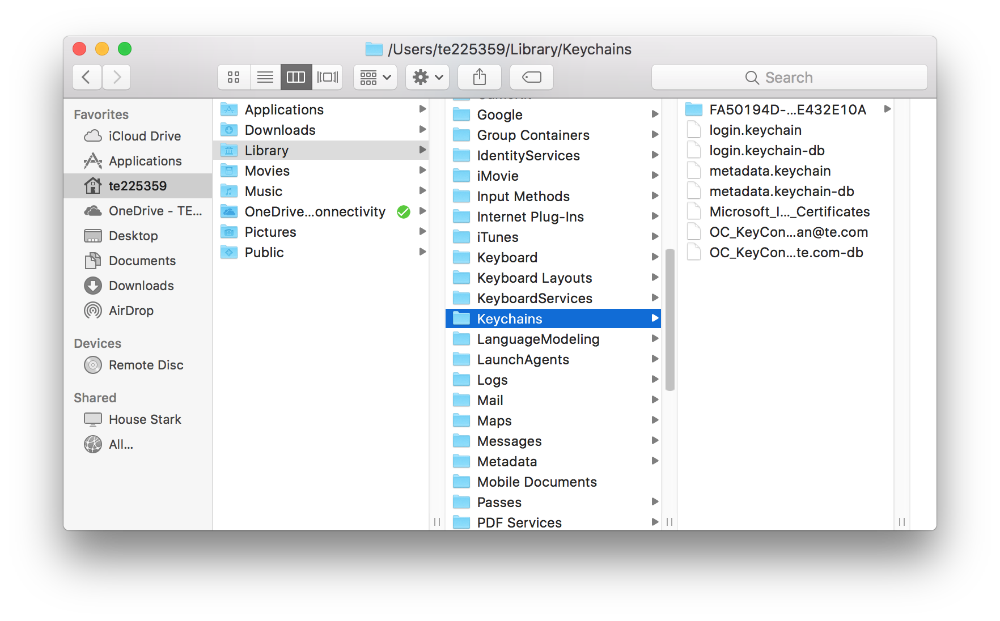 /Users/te225359/Library/Keychains
Search
Favorites
iCloud Drive
Applications
te225359
OneDrive - TE...
Desktop
Documents
Downloads
AirDrop
Devices
Remote Disc
Shared
House Stark
All...
Applications
Downloads
Library
Movies
Music
OneDrive...onnectivity
Pictures
Public
Google
Group Containers
IdentityServices
iMovie
Input Methods
Internet Plug-Ins
iTunes
Keyboard
Keyboard Layouts
KeyboardServices
Keychains
LanguageModeling
LaunchAgents
Logs
Mail
Maps
Messages
Metadata
Mobile Documents
Passes
PDF Services
FA50194D-...E432E10A
login.keychain
login.keychain-db
metadata.keychain
metadata.keychain-db
Microsoft_I..._Certificates
OC_KeyCon...an@te.com
OC_KeyCon...te.com-db